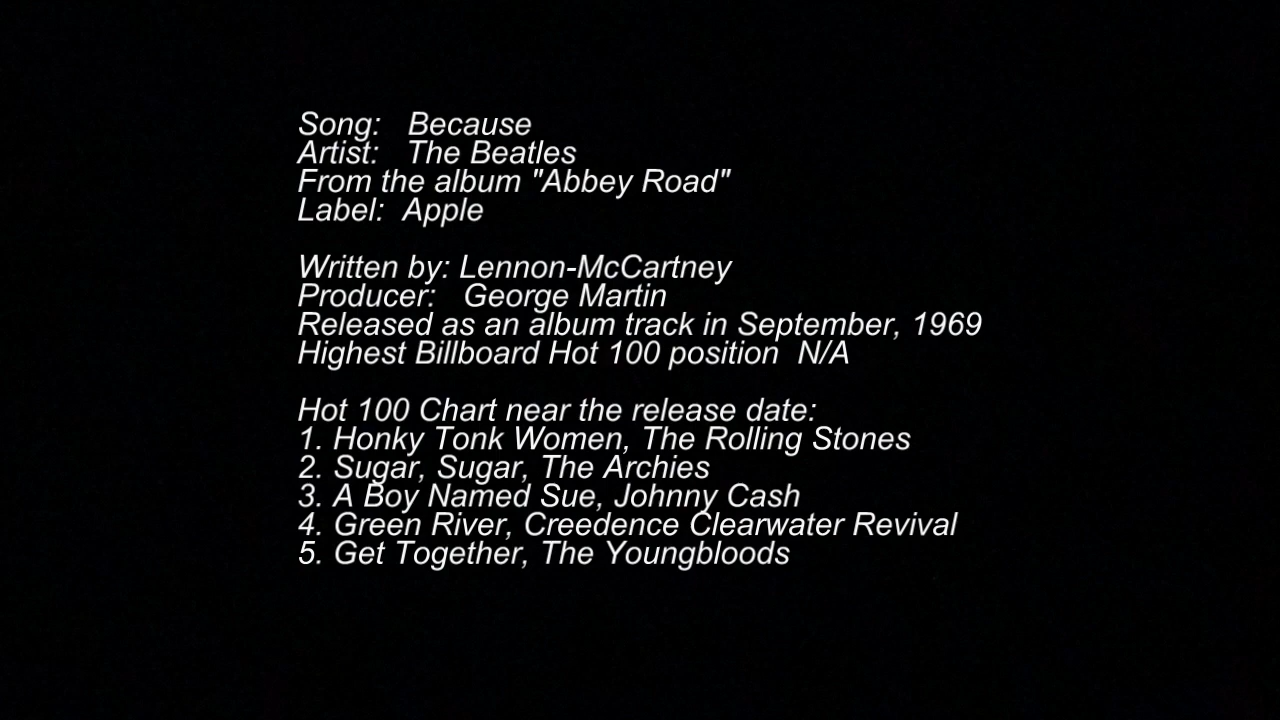 Song: Because
Artist: The Beatles
From the album "Abbey Road"
Label: Apple
Written by: Lennon-McCartney
Producer: George Martin
Released as an album track in September, 1969
Highest Billboard Hot 100 position N/A
Hot 100 Chart near the release date:
1. Honky Tonk Women, The Rolling Stones
2. Sugar, Sugar, The Archies
3. A Boy Named Sue, Johnny Cash
4. Green River, Creedence Clearwater Revival
5. Get Together, The Youngbloods